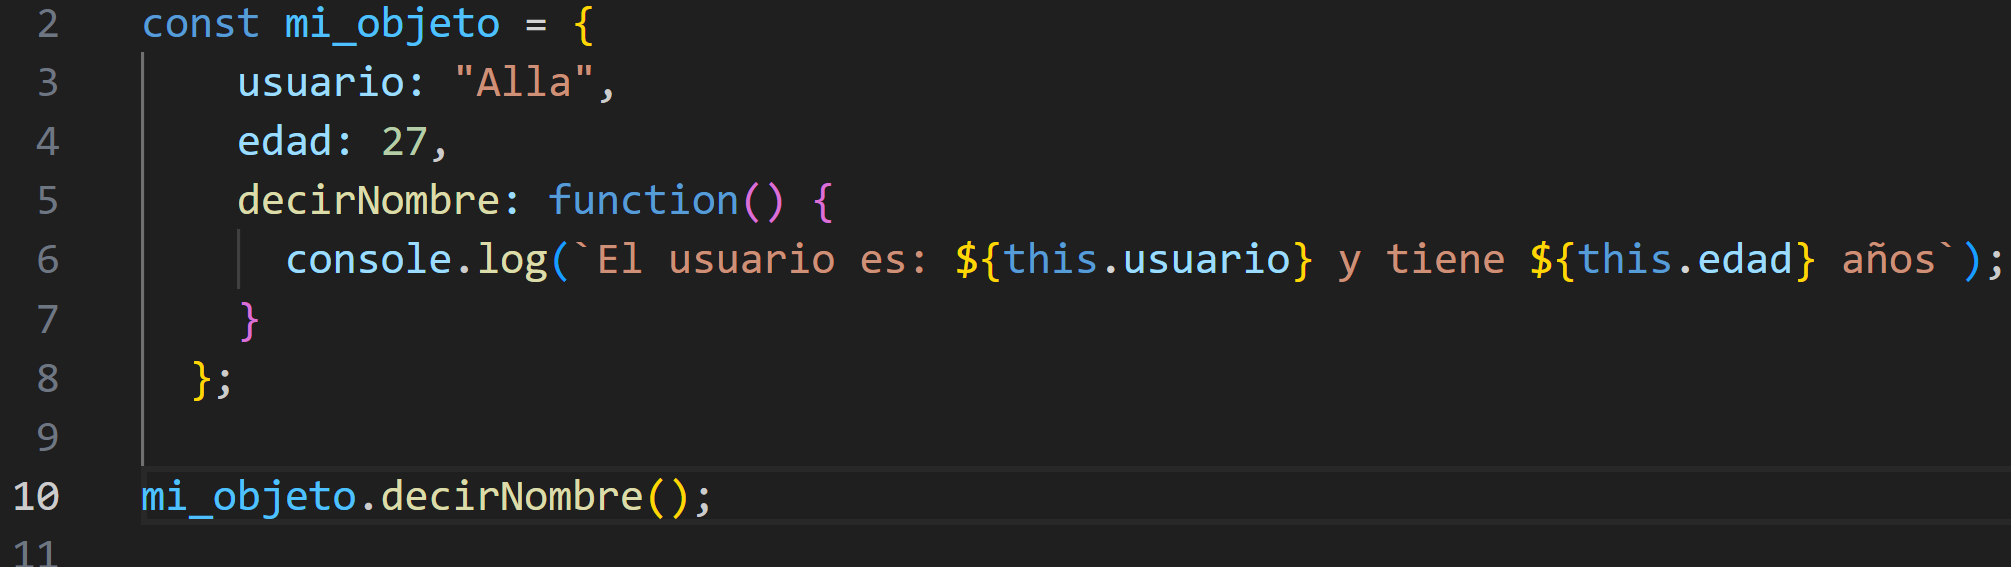 2 const mi_objeto = {
3 usuario: "Alla",
4 edad: 27,
5 decirNombre: function() {
6 console.log(`El usuario es: ${this.usuario} y tiene ${this.edad} años`);
7 }
8 };
9
10 mi_objeto.decirNombre();
11